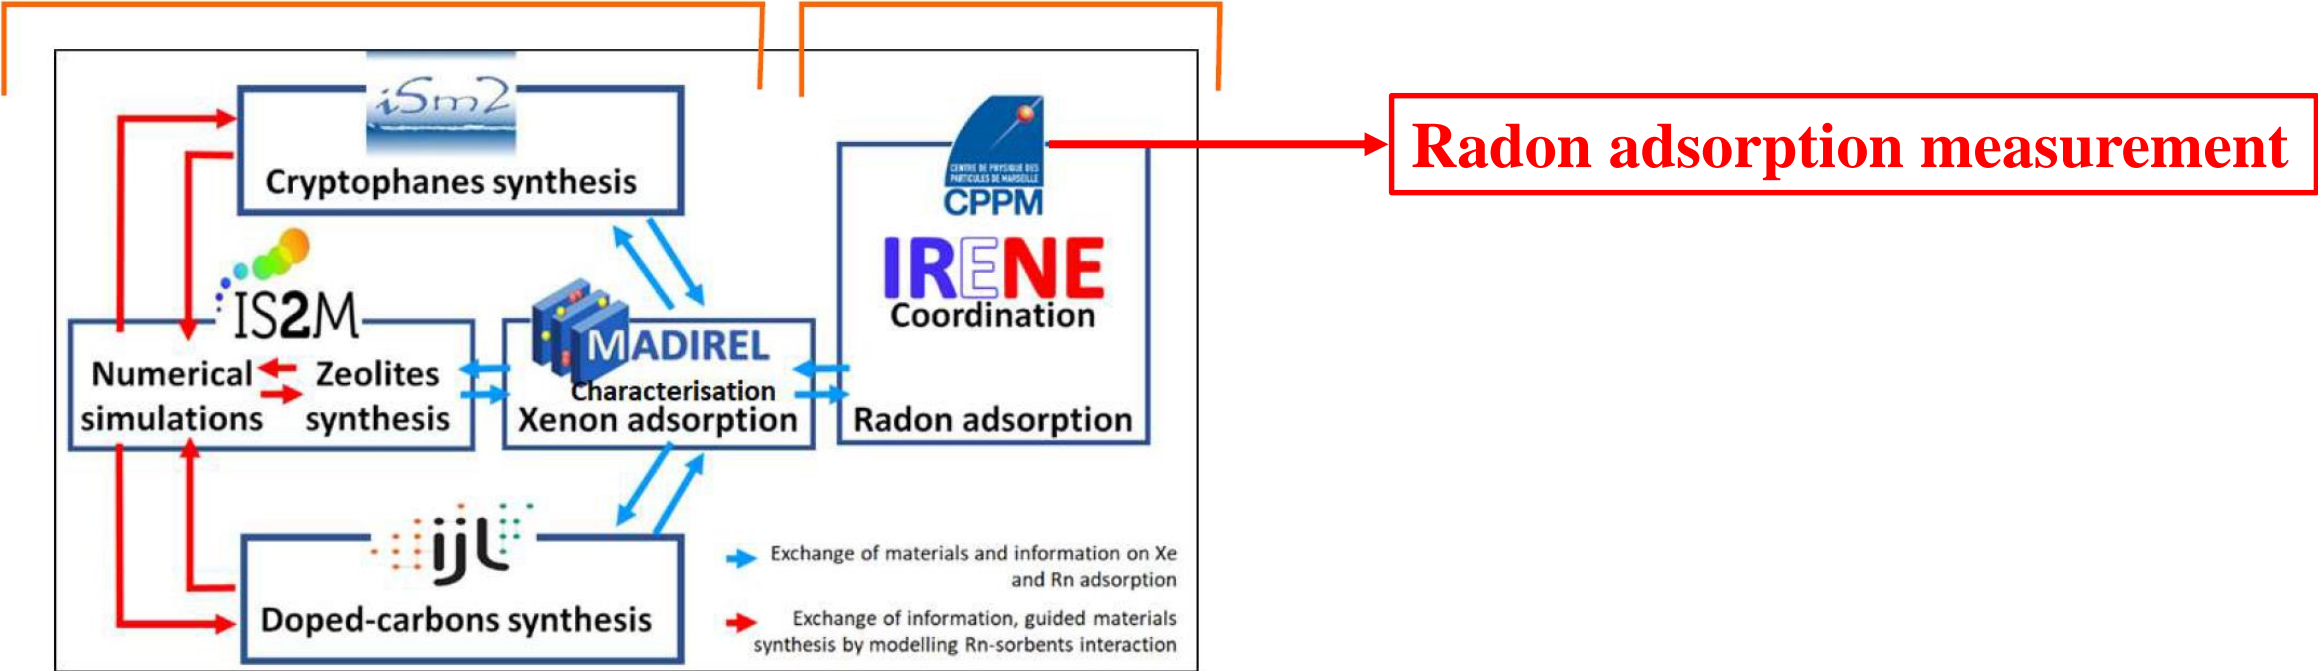 iSm2
Cryptophanes synthesis
CENTRE DE PHYSIQUE DES
PARTICULES DE MARSEILLE
CPPM
Radon adsorption measurement
IRENE
Coordination
IS2M
Numerical
simulations
Zeolites
synthesis
MADIREL
Characterisation
Xenon adsorption
Radon adsorption
ijl
Doped-carbons synthesis
Exchange of materials and information on Xe
and Rn adsorption
Exchange of information, guided materials
synthesis by modelling Rn-sorbents interaction